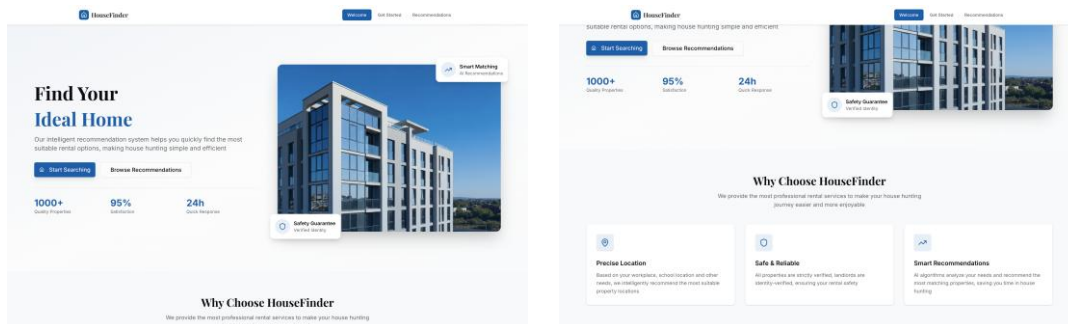 HouseFinder
Welcome
Get Started
Recommendations
Smart Matching
AI Recommendations
Find Your
Ideal Home
Our intelligent recommendation system helps you quickly find the most
suitable rental options, making house hunting simple and efficient
Start Searching
Browse Recommendations
1000+
95%
24h
Quality Properties
Satisfaction
Quick Response
Safety Guarantee
Verified Identity
Why Choose HouseFinder
We provide the most professional rental services to make your house hunting
HouseFinder
Welcome
Get Started
Recommendations
suitable rental options, making house hunting simple and efficient
Start Searching
Browse Recommendations
1000+
95%
24h
Quality Properties
Satisfaction
Quick Response
Safety Guarantee
Verified Identity
Why Choose HouseFinder
We provide the most professional rental services to make your house hunting
journey easier and more enjoyable
Precise Location
Based on your workplace, school location and other
needs, we intelligently recommend the most suitable
property locations
Safe & Reliable
All properties are strictly verified, landlords are
identity-verified, ensuring your rental safety
Smart Recommendations
AI algorithms analyze your needs and recommend the
most matching properties, saving you time in house
hunting